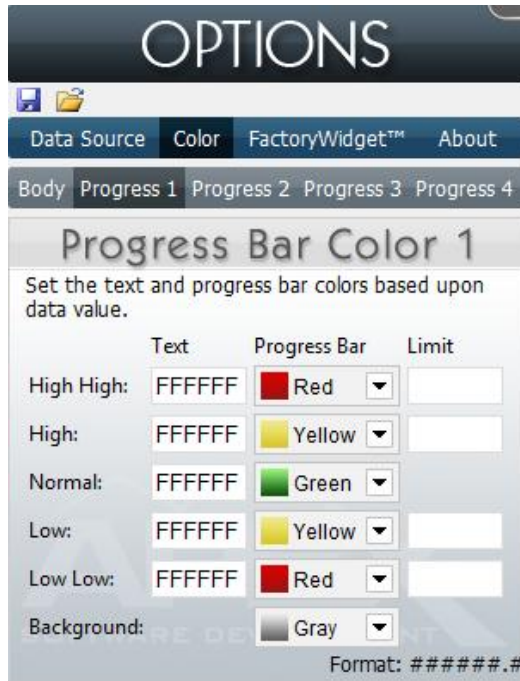 OPTIONS
Data Source Color FactoryWidget™ About
Body Progress 1 Progress 2 Progress 3 Progress 4
Progress Bar Color 1
Set the text and progress bar colors based upon
data value.
Text Progress Bar Limit
High High: FFFFFF Red
High: FFFFFF Yellow
Normal: FFFFFF Green
Low: FFFFFF Yellow
Low Low: FFFFFF Red
Background: Gray
Format: ######.#